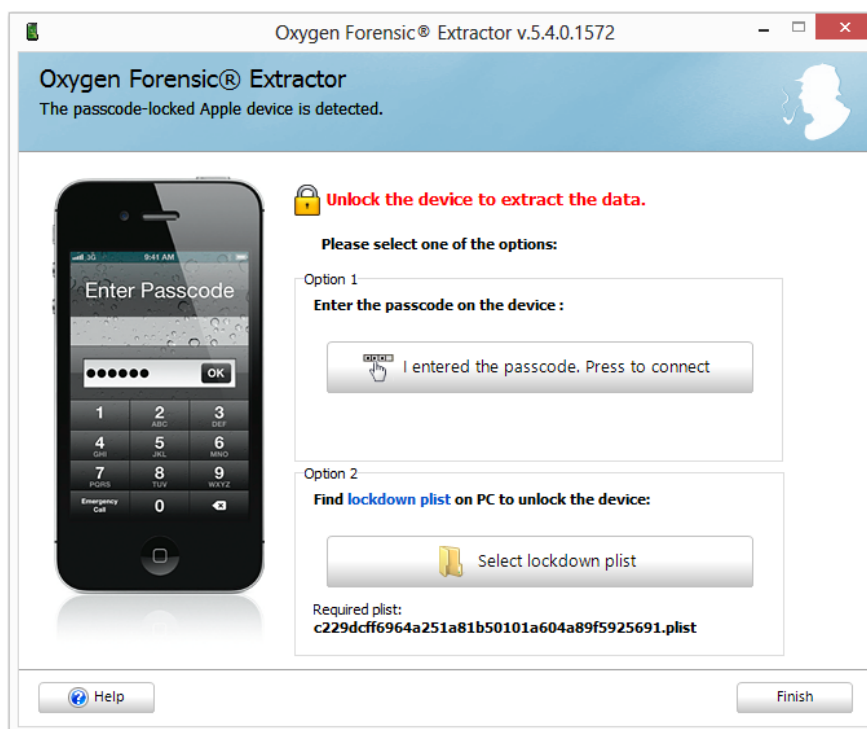 Oxygen Forensic® Extractor v.5.4.0.1572
Oxygen Forensic® Extractor
The passcode-locked Apple device is detected.
Unlock the device to extract the data.
Please select one of the options:
Option 1
Enter the passcode on the device :
I entered the passcode. Press to connect
Option 2
Find lockdown plist on PC to unlock the device:
Select lockdown plist
Required plist:
c229dcff6964a251a81b50101a604a89f5925691.plist
3G 9:41 AM
Enter Passcode
OK
1 2 3
ABC DEF
4 5 6
GHI JKL MNO
7 8 9
PQRS TUV WXYZ
Emergency 0
Call
Help Finish